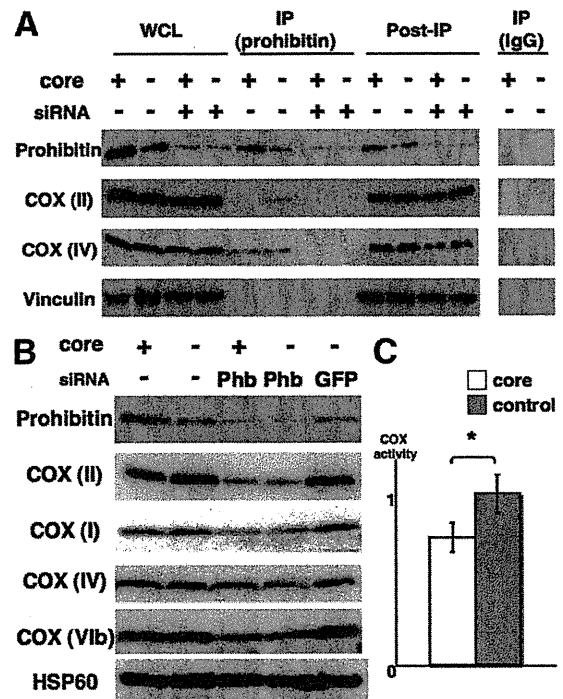 A
WCL
IP
(prohibitin)
Post-IP
IP
(IgG)
core + - + - + - + - + - + - + -
siRNA - - + + - - + + - - + + - -
Prohibitin
COX (II)
COX (IV)
Vinculin
B
core + - + - -
siRNA - - Phb Phb GFP
Prohibitin
COX (II)
COX (I)
COX (IV)
COX (VIb)
HSP60
C
core
control
COX
activity
*
1
0